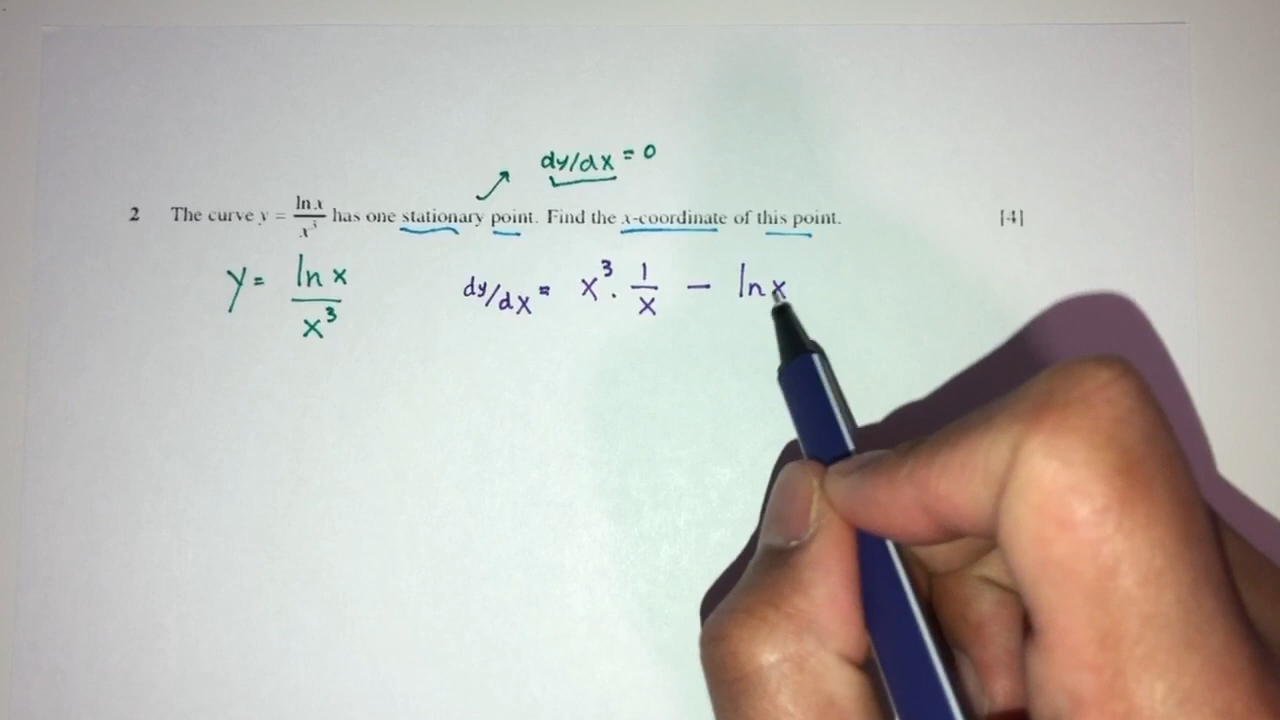 dy/dx = 0
2 The curve y = ln x / x³ has one stationary point. Find the x-coordinate of this point. [4]
y = ln x / x³
dy/dx = x³ · 1/x − ln x